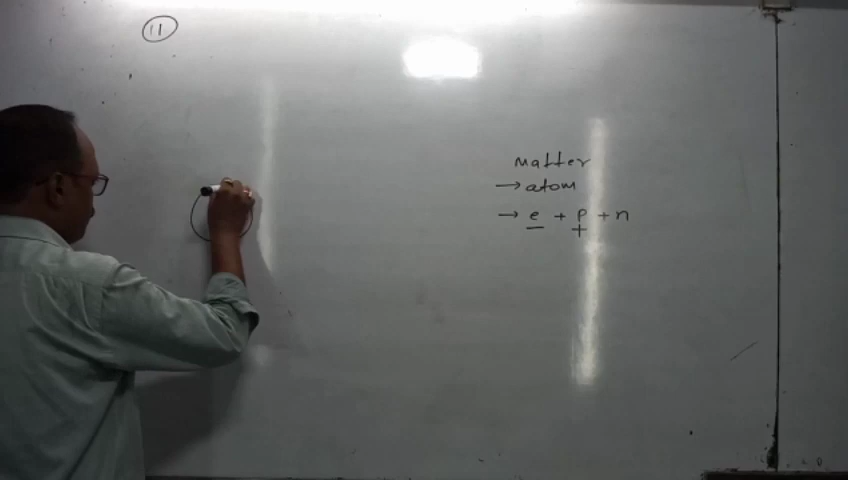 11
Matter
→ atom
→ e + p + n
− +